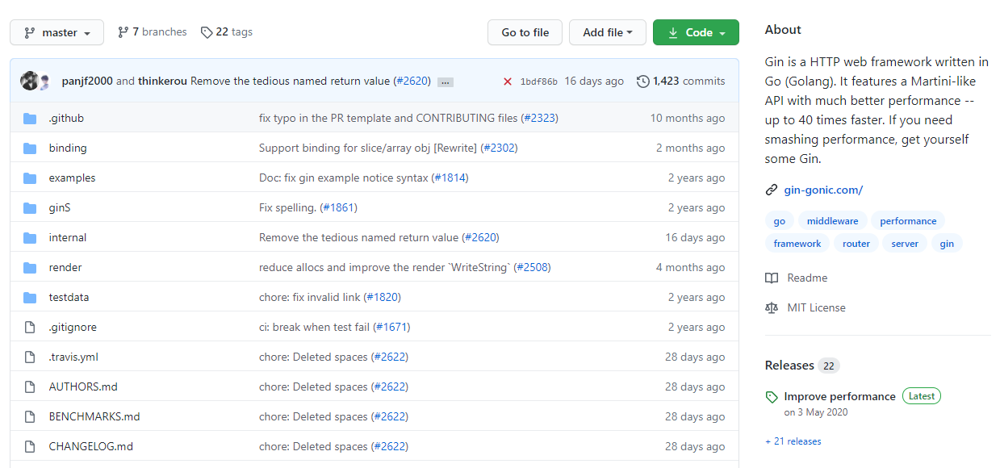 master 7 branches 22 tags Go to file Add file Code
panjf2000 and thinkerou Remove the tedious named return value (#2620) ... 1bdf86b 16 days ago 1,423 commits
.github fix typo in the PR template and CONTRIBUTING files (#2323) 10 months ago
binding Support binding for slice/array obj [Rewrite] (#2302) 2 months ago
examples Doc: fix gin example notice syntax (#1814) 2 years ago
ginS Fix spelling. (#1861) 2 years ago
internal Remove the tedious named return value (#2620) 16 days ago
render reduce allocs and improve the render `WriteString` (#2508) 4 months ago
testdata chore: fix invalid link (#1820) 2 years ago
.gitignore ci: break when test fail (#1671) 2 years ago
.travis.yml chore: Deleted spaces (#2622) 28 days ago
AUTHORS.md chore: Deleted spaces (#2622) 28 days ago
BENCHMARKS.md chore: Deleted spaces (#2622) 28 days ago
CHANGELOG.md chore: Deleted spaces (#2622) 28 days ago
About
Gin is a HTTP web framework written in
Go (Golang). It features a Martini-like
API with much better performance --
up to 40 times faster. If you need
smashing performance, get yourself
some Gin.
gin-gonic.com/
go middleware performance
framework router server gin
Readme
MIT License
Releases 22
Improve performance Latest
on 3 May 2020
+ 21 releases